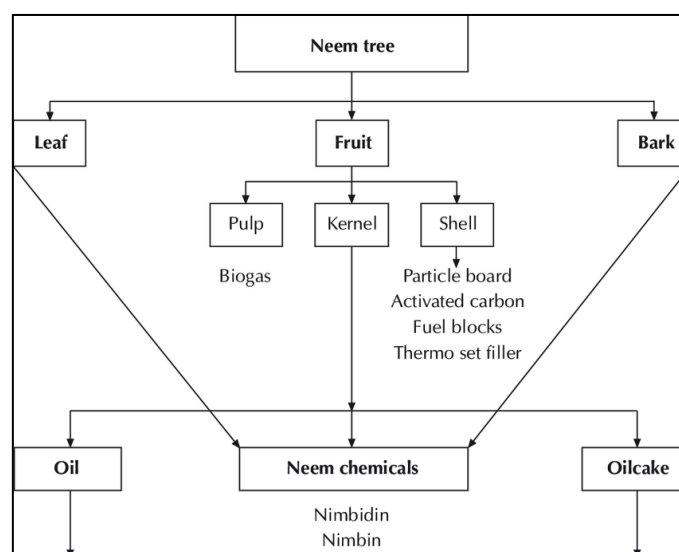 Neem tree
Leaf Fruit Bark
Pulp Kernel Shell
Biogas Particle board
Activated carbon
Fuel blocks
Thermo set filler
Oil Neem chemicals Oilcake
Nimbidin
Nimbin